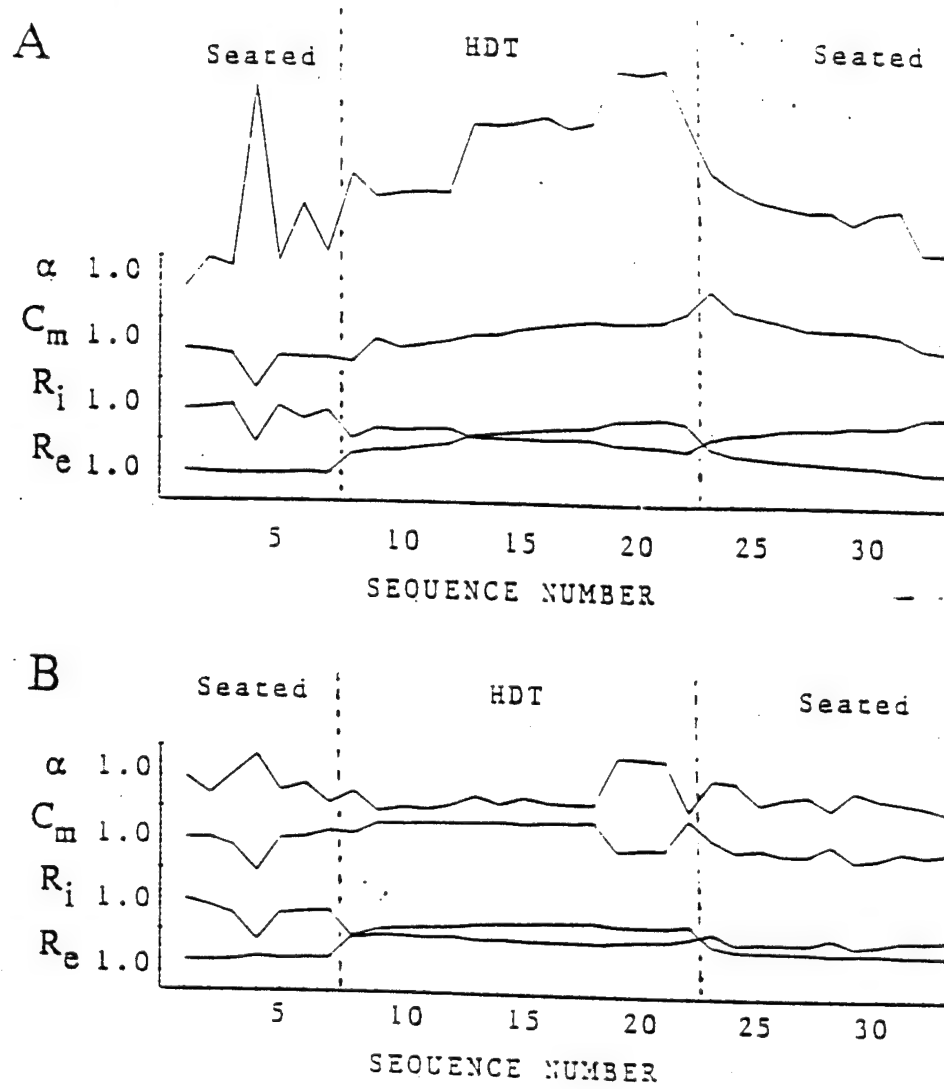 A
Seated HDT Seated
α 1.0
Cm 1.0
Ri 1.0
Re 1.0
5 10 15 20 25 30
SEQUENCE NUMBER
B
Seated HDT Seated
α 1.0
Cm 1.0
Ri 1.0
Re 1.0
5 10 15 20 25 30
SEQUENCE NUMBER